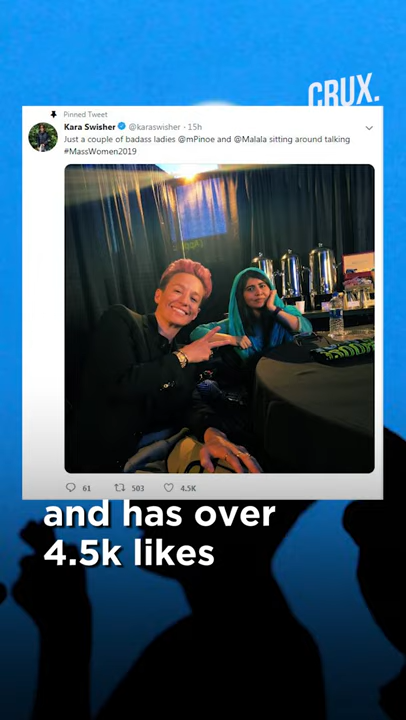 CRUX.
Pinned Tweet
Kara Swisher @karaswisher · 15h
Just a couple of badass ladies @mPinoe and @Malala sitting around talking
#MassWomen2019
61 503 4.5K
and has over
4.5k likes